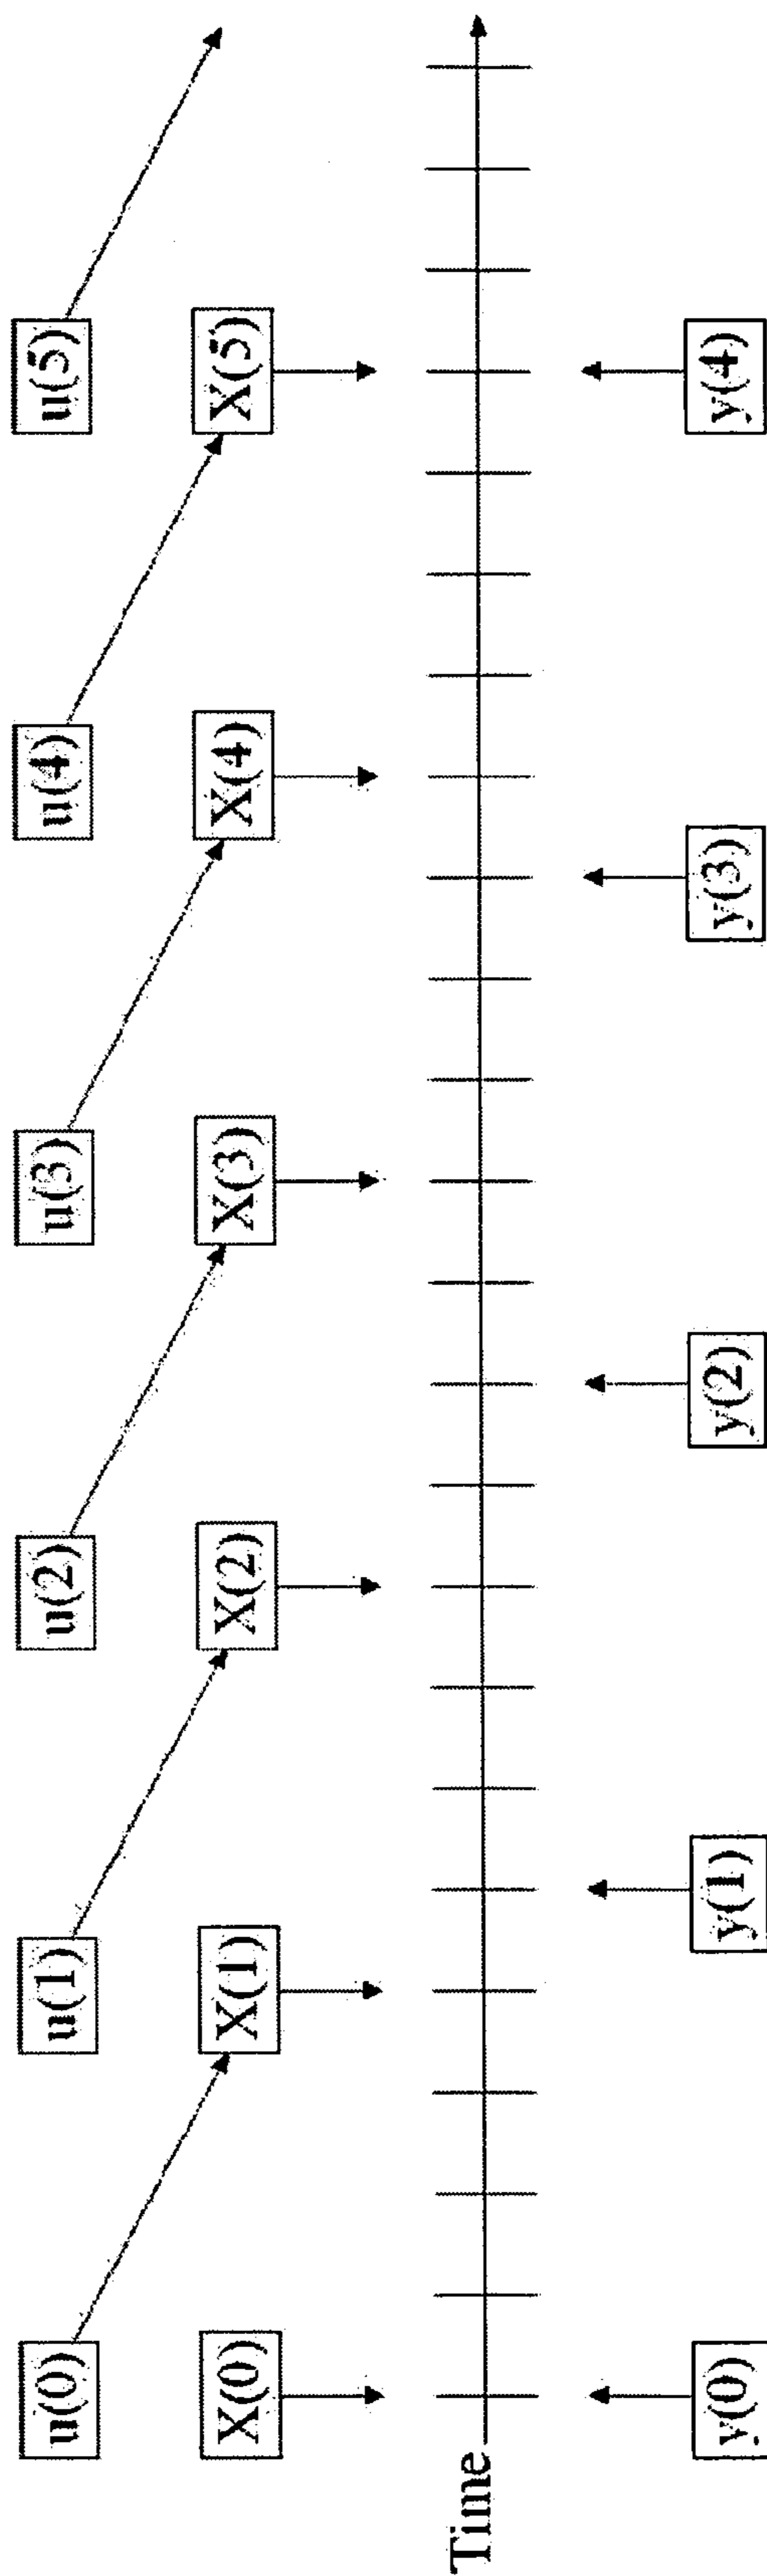 u(0) u(1) u(2) u(3) u(4) u(5)
X(0) X(1) X(2) X(3) X(4) X(5)
Time
y(0) y(1) y(2) y(3) y(4)